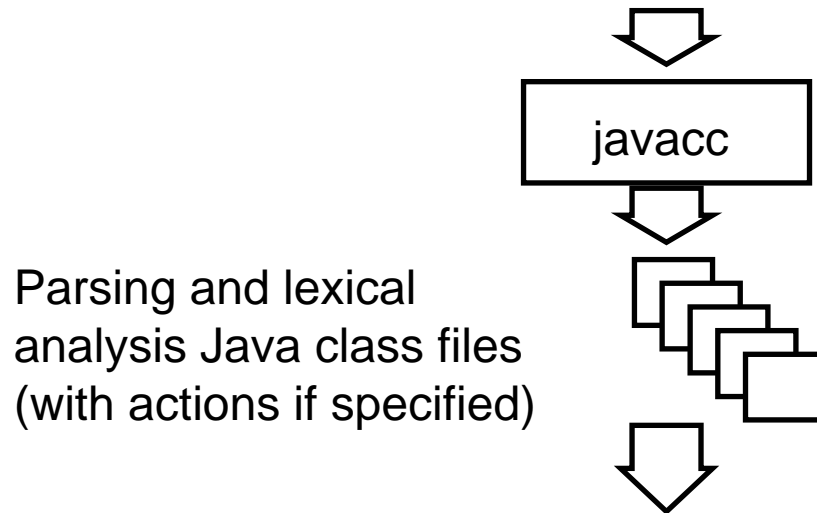 javacc
Parsing and lexical
analysis Java class files
(with actions if specified)